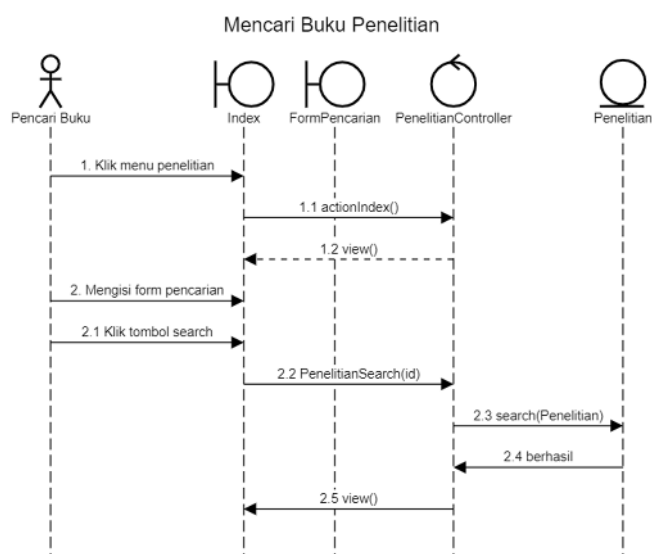 Mencari Buku Penelitian
Pencari Buku
Index
FormPencarian
PenelitianController
Penelitian
1. Klik menu penelitian
1.1 actionIndex()
1.2 view()
2. Mengisi form pencarian
2.1 Klik tombol search
2.2 PenelitianSearch(id)
2.3 search(Penelitian)
2.4 berhasil
2.5 view()